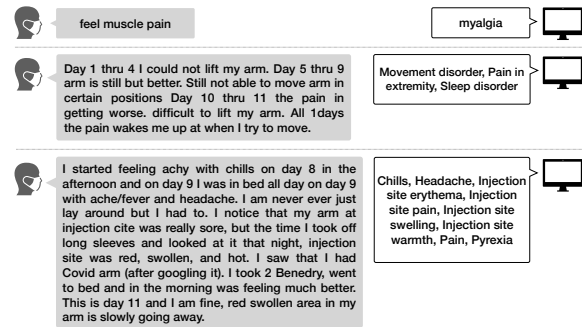 feel muscle pain
myalgia
Day 1 thru 4 I could not lift my arm. Day 5 thru 9
arm is still but better. Still not able to move arm in
certain positions Day 10 thru 11 the pain in
getting worse. difficult to lift my arm. All 1days
the pain wakes me up at when I try to move.
Movement disorder, Pain in
extremity, Sleep disorder
I started feeling achy with chills on day 8 in the
afternoon and on day 9 I was in bed all day on day 9
with ache/fever and headache. I am never ever just
lay around but I had to. I notice that my arm at
injection cite was really sore, but the time I took off
long sleeves and looked at it that night, injection
site was red, swollen, and hot. I saw that I had
Covid arm (after googling it). I took 2 Benedry, went
to bed and in the morning was feeling much better.
This is day 11 and I am fine, red swollen area in my
arm is slowly going away.
Chills, Headache, Injection
site erythema, Injection
site pain, Injection site
swelling, Injection site
warmth, Pain, Pyrexia